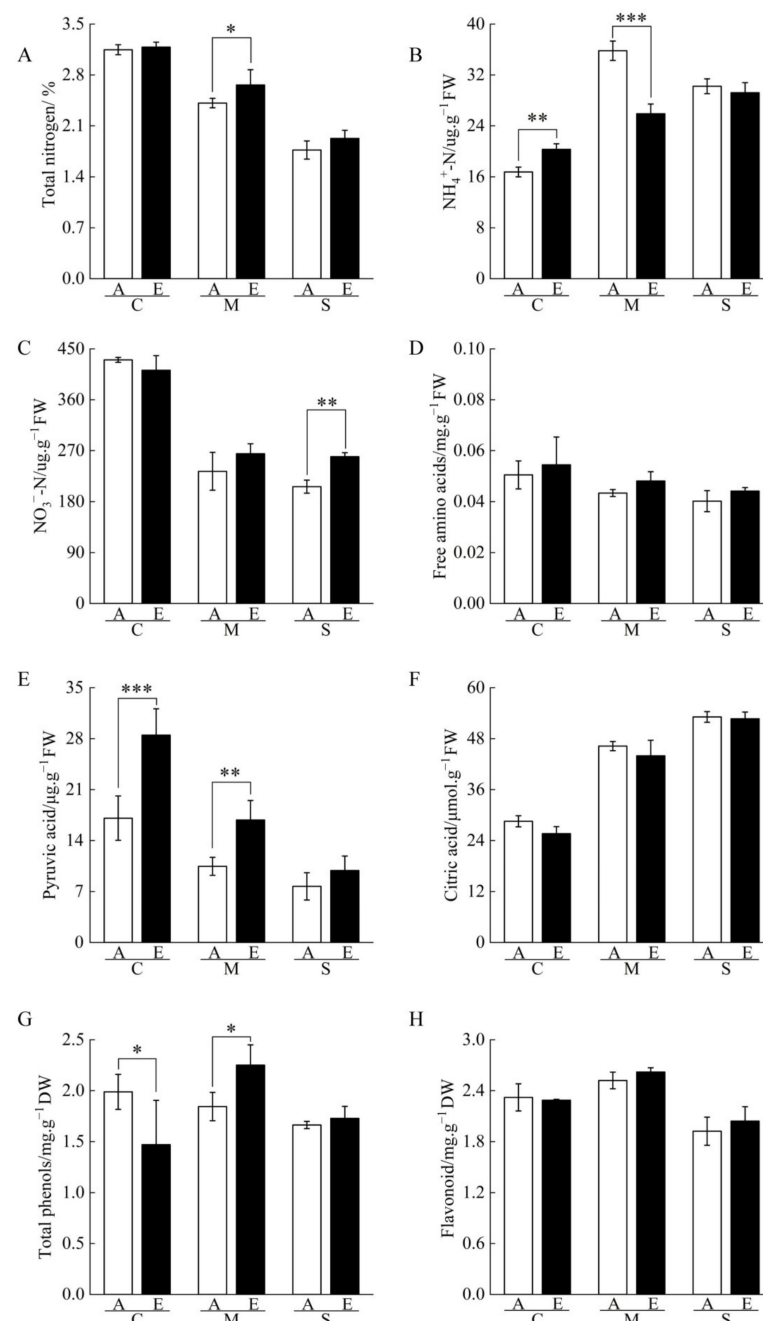 A
Total nitrogen/ %
3.5
2.8
2.1
1.4
0.7
0.0
*
A E A E A E
C M S
B
NH₄⁺-N/ug.g⁻¹FW
40
32
24
16
8
0
**
***
A E A E A E
C M S
C
NO₃⁻-N/ug.g⁻¹FW
450
360
270
180
90
0
**
A E A E A E
C M S
D
Free amino acids/mg.g⁻¹FW
0.10
0.08
0.06
0.04
0.02
0.00
A E A E A E
C M S
E
Pyruvic acid/μg.g⁻¹FW
35
28
21
14
7
0
***
**
A E A E A E
C M S
F
Citric acid/μmol.g⁻¹FW
60
48
36
24
12
0
A E A E A E
C M S
G
Total phenols/mg.g⁻¹DW
2.5
2.0
1.5
1.0
0.5
0.0
*
*
A E A E A E
C M S
H
Flavonoid/mg.g⁻¹DW
3.0
2.4
1.8
1.2
0.6
0.0
A E A E A E
C M S